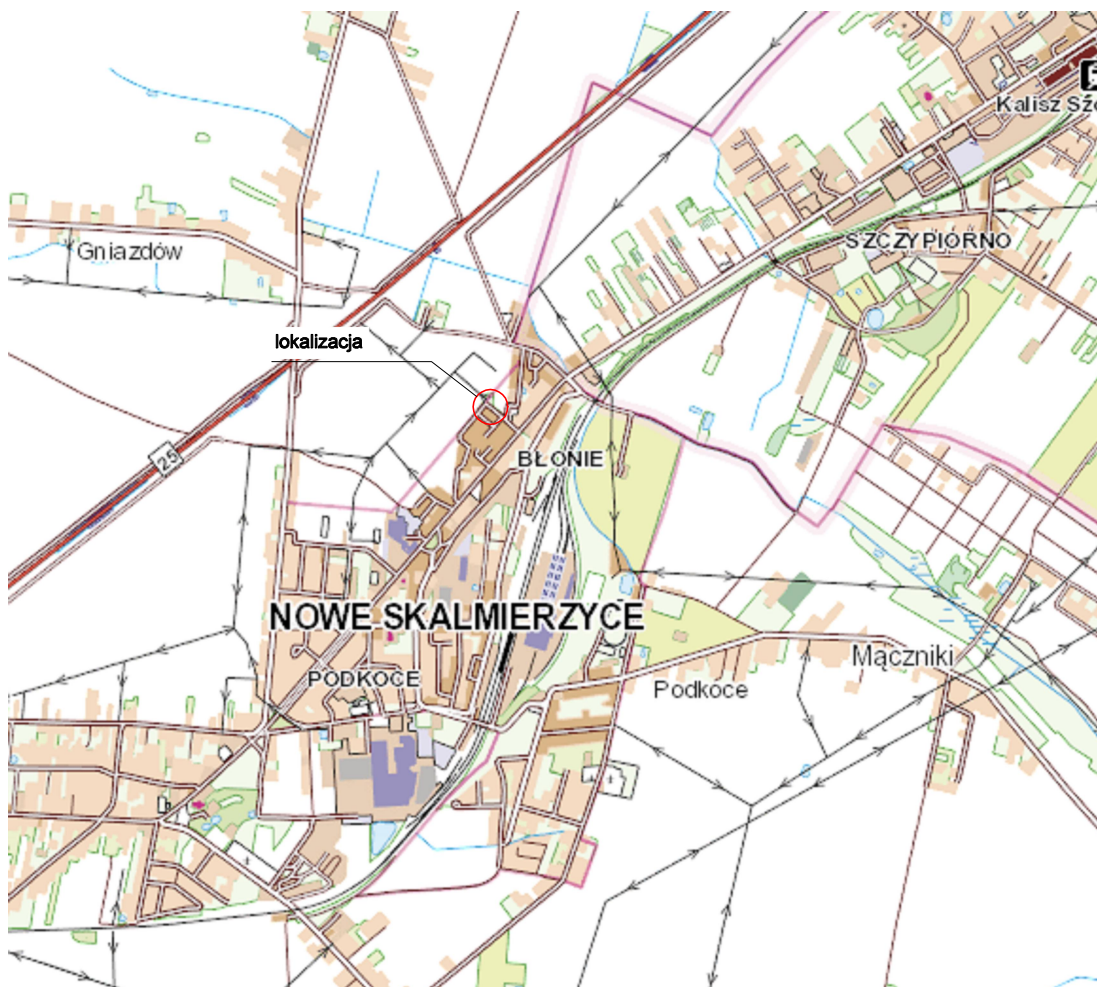 Kalisz Szc
Gniazdów
SZCZYPIORNO
lokalizacja
25
BŁONIE
NOWE SKALMIERZYCE
Mączniki
PODKOCE
Podkoce